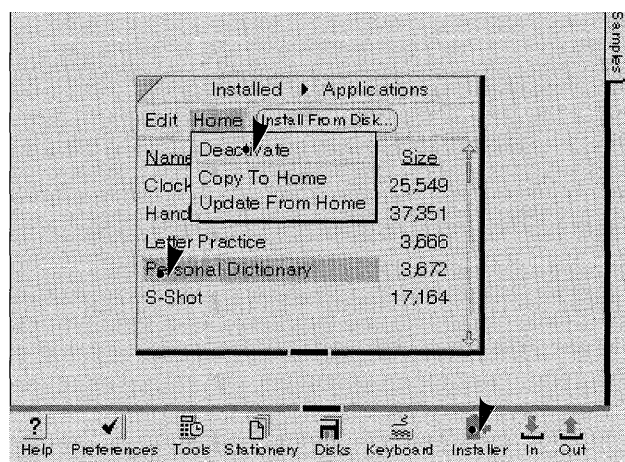 Samples
Installed ▸ Applications
Edit Home Install From Disk...
Deactivate
Copy To Home
Update From Home
Name Size
Clock 25,549
Hand 37,351
Letter Practice 3,666
Personal Dictionary 3,672
S-Shot 17,164
? Help Preferences Tools Stationery Disks Keyboard Installer In Out